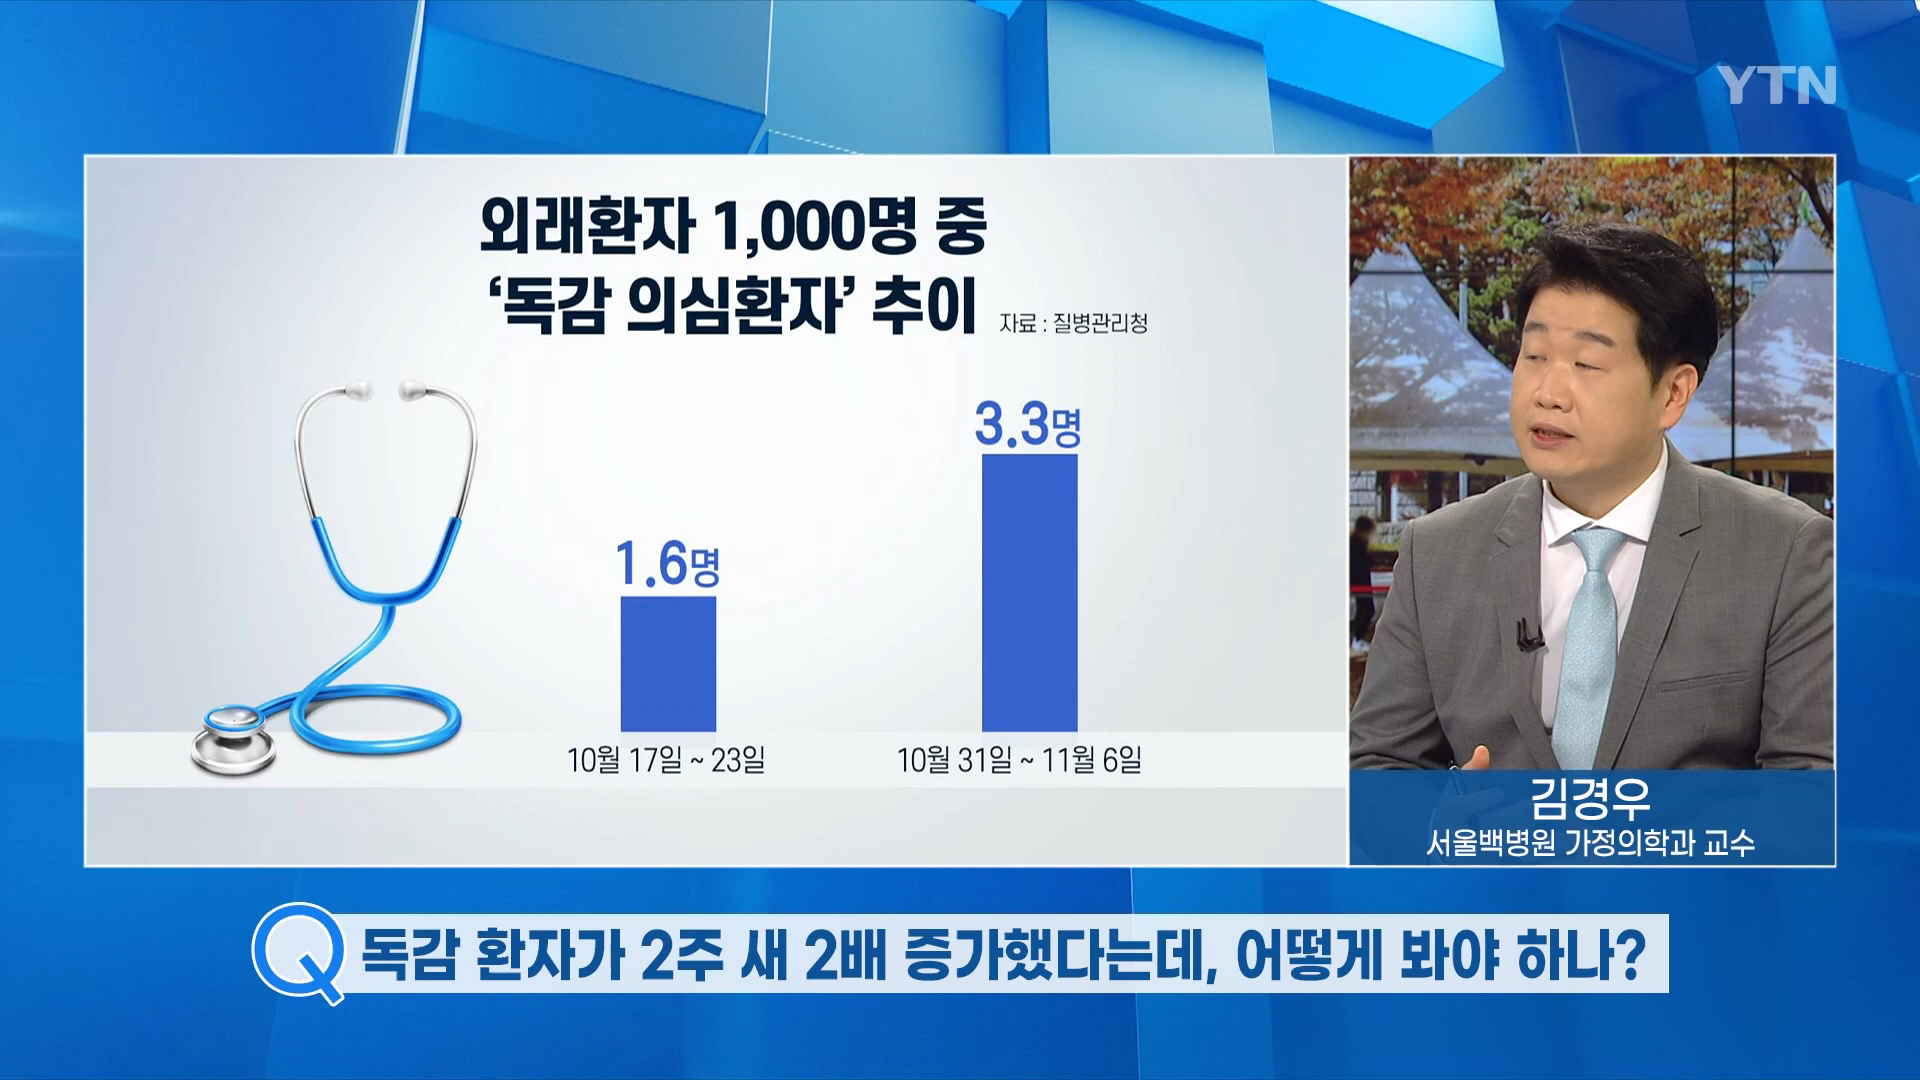 YTN
외래환자 1,000명 중
‘독감 의심환자’ 추이 자료 : 질병관리청
1.6명
3.3명
10월 17일 ~ 23일
10월 31일 ~ 11월 6일
김경우
서울백병원 가정의학과 교수
Q 독감 환자가 2주 새 2배 증가했다는데, 어떻게 봐야 하나?